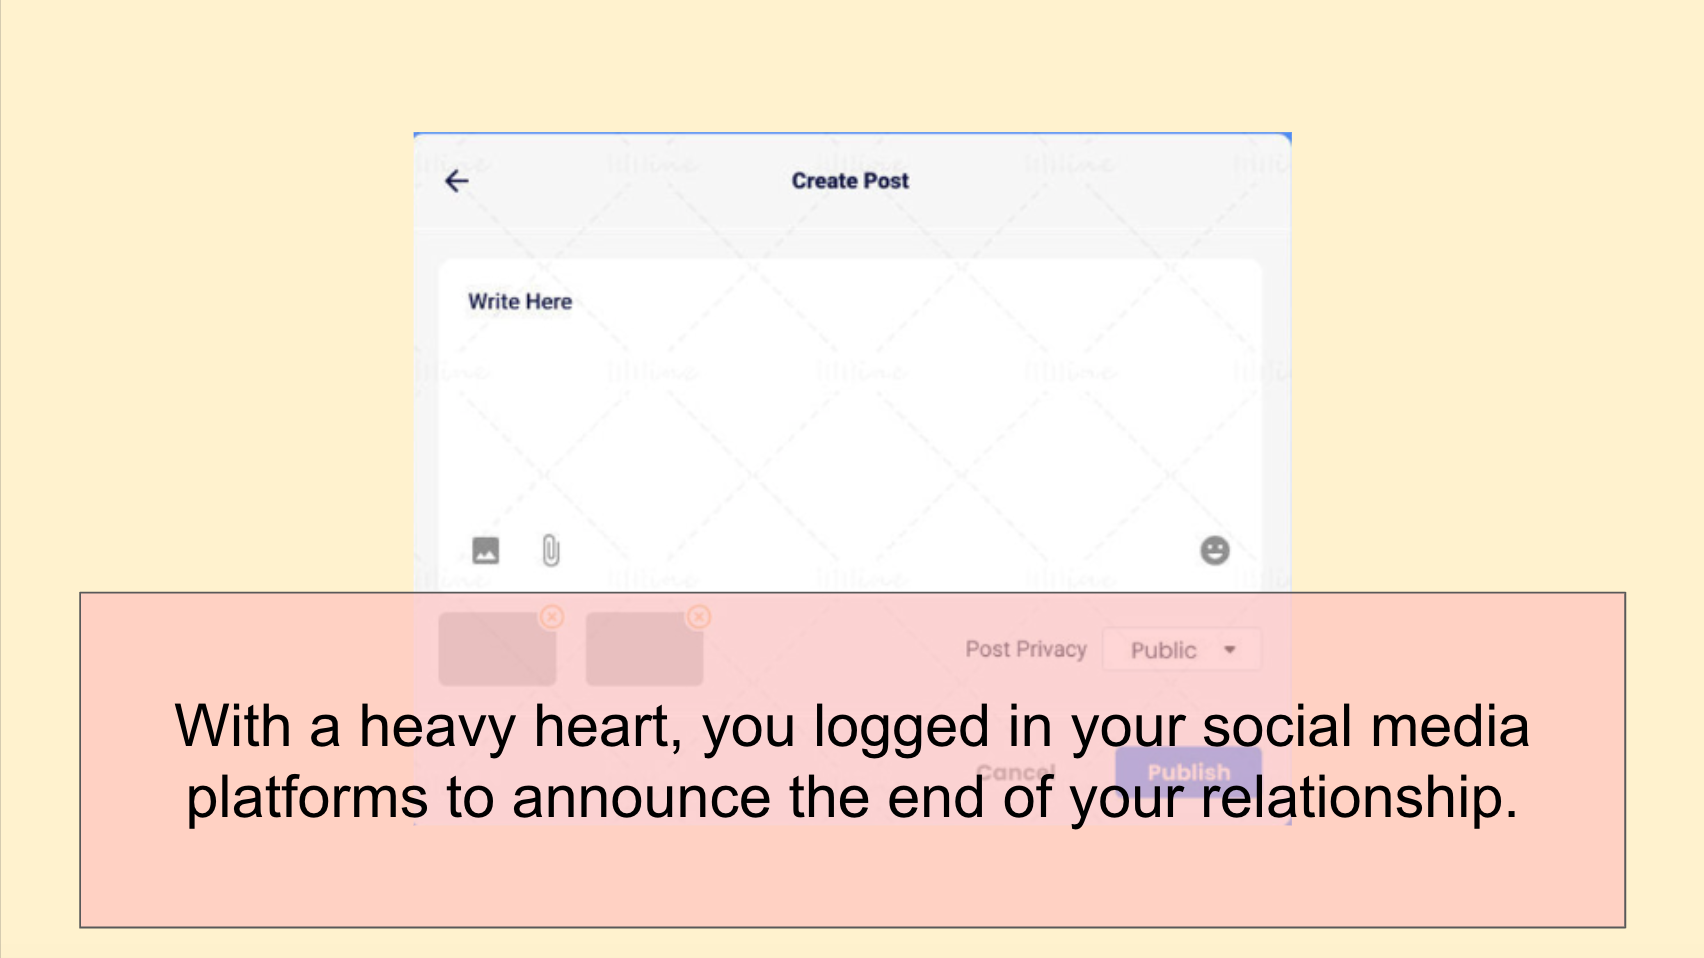 Create Post
Write Here
Post Privacy
Public
Cancel
Publish
With a heavy heart, you logged in your social media
platforms to announce the end of your relationship.